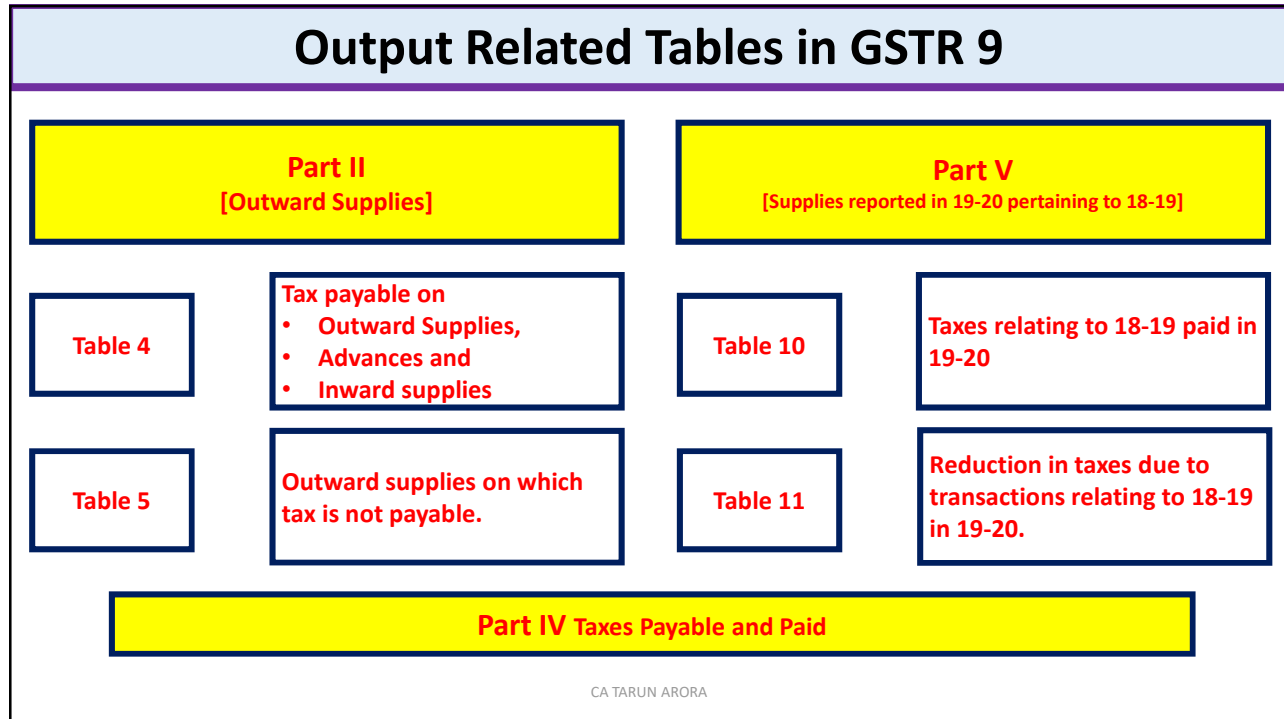 Output Related Tables in GSTR 9
Part II
[Outward Supplies]
Part V
[Supplies reported in 19-20 pertaining to 18-19]
Table 4
Tax payable on
• Outward Supplies,
• Advances and
• Inward supplies
Table 10
Taxes relating to 18-19 paid in
19-20
Table 5
Outward supplies on which
tax is not payable.
Table 11
Reduction in taxes due to
transactions relating to 18-19
in 19-20.
Part IV Taxes Payable and Paid
CA TARUN ARORA